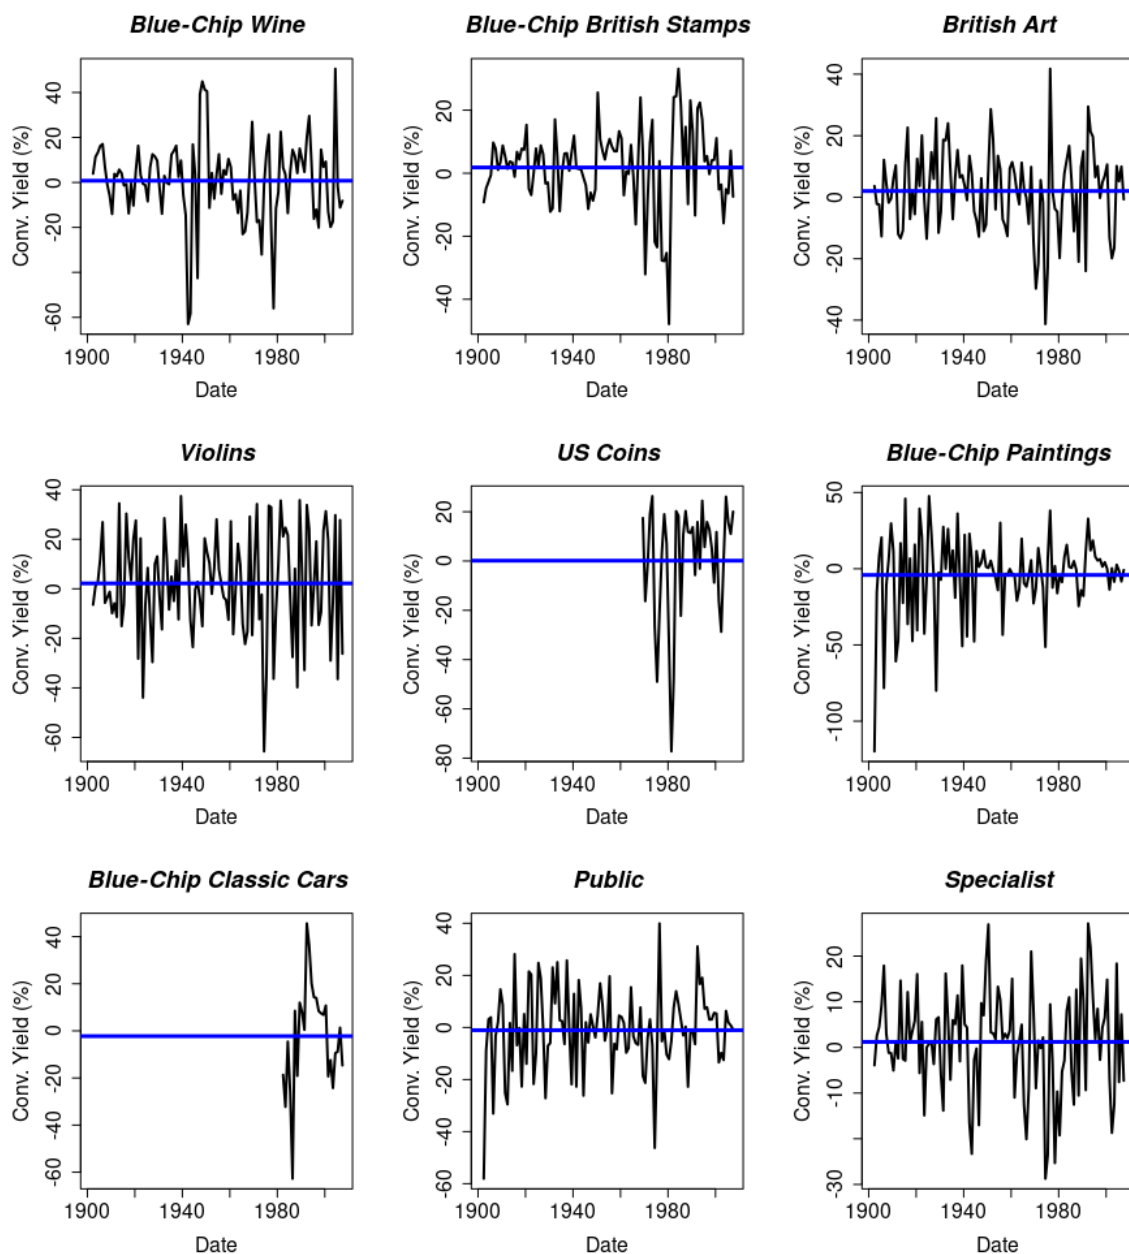 Blue-Chip Wine
Conv. Yield (%)
40
20
0
-20
-60
1900
1940
1980
Date
Blue-Chip British Stamps
Conv. Yield (%)
20
0
-20
-40
1900
1940
1980
Date
British Art
Conv. Yield (%)
40
20
0
-20
-40
1900
1940
1980
Date
Violins
Conv. Yield (%)
40
20
0
-20
-60
1900
1940
1980
Date
US Coins
Conv. Yield (%)
20
0
-40
-60
-80
1900
1940
1980
Date
Blue-Chip Paintings
Conv. Yield (%)
50
0
-50
-100
1900
1940
1980
Date
Blue-Chip Classic Cars
Conv. Yield (%)
40
20
0
-20
-60
1900
1940
1980
Date
Public
Conv. Yield (%)
40
20
0
-20
-60
1900
1940
1980
Date
Specialist
Conv. Yield (%)
20
10
0
-10
-30
1900
1940
1980
Date